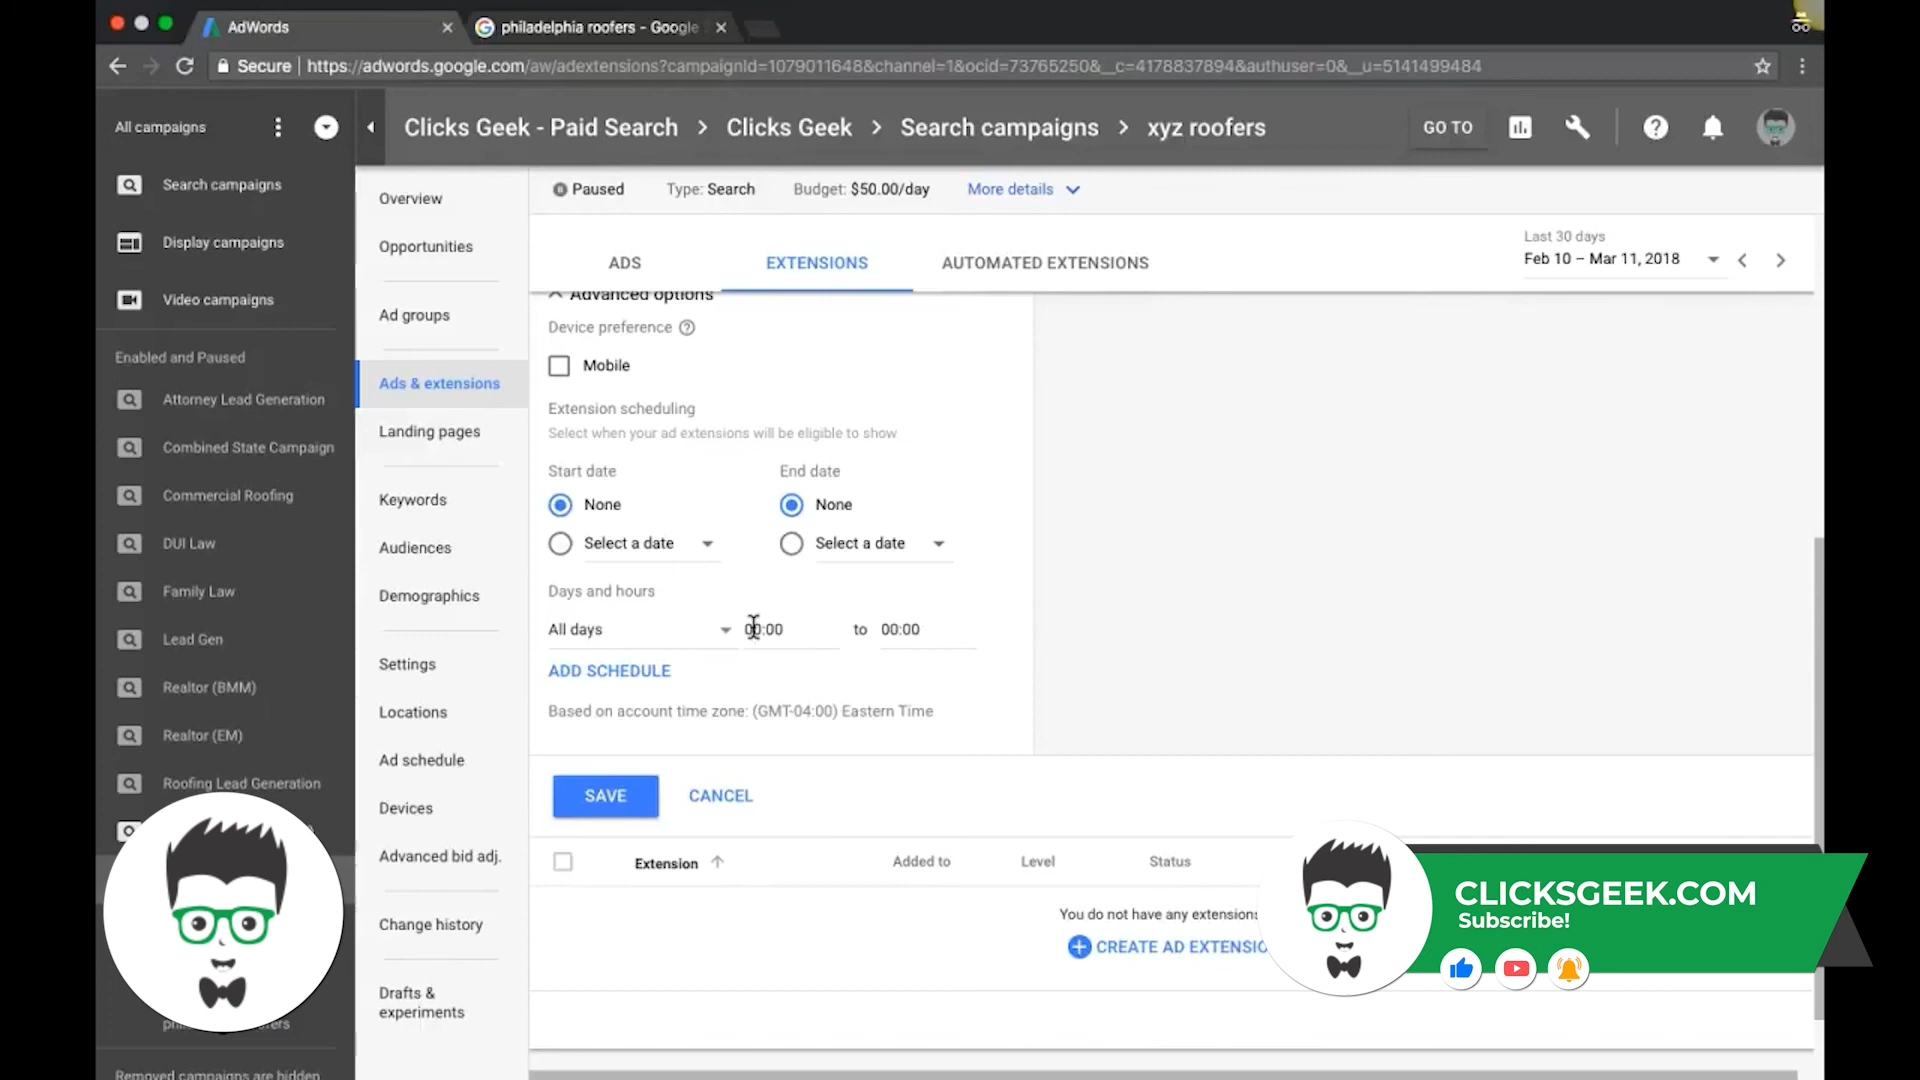 AdWords
philadelphia roofers - Google
Secure
https://adwords.google.com/aw/adextensions?campaignId=1079011648&channel=1&ocid=73765250&__c=4178837894&authuser=0&__u=5141499484
All campaigns
Clicks Geek - Paid Search > Clicks Geek > Search campaigns > xyz roofers
GO TO
Search campaigns
Display campaigns
Video campaigns
Enabled and Paused
Attorney Lead Generation
Combined State Campaign
Commercial Roofing
DUI Law
Family Law
Lead Gen
Realtor (BMM)
Realtor (EM)
Roofing Lead Generation
Removed campaigns are hidden
Overview
Opportunities
Ad groups
Ads & extensions
Landing pages
Keywords
Audiences
Demographics
Settings
Locations
Ad schedule
Devices
Advanced bid adj.
Change history
Drafts &
experiments
Paused
Type: Search
Budget: $50.00/day
More details
ADS
EXTENSIONS
AUTOMATED EXTENSIONS
Last 30 days
Feb 10 – Mar 11, 2018
Advanced options
Device preference
Mobile
Extension scheduling
Select when your ad extensions will be eligible to show
Start date
End date
None
None
Select a date
Select a date
Days and hours
All days
00:00 to 00:00
ADD SCHEDULE
Based on account time zone: (GMT-04:00) Eastern Time
SAVE
CANCEL
Extension
Added to
Level
Status
You do not have any extensions
CREATE AD EXTENSIO
CLICKSGEEK.COM
Subscribe!